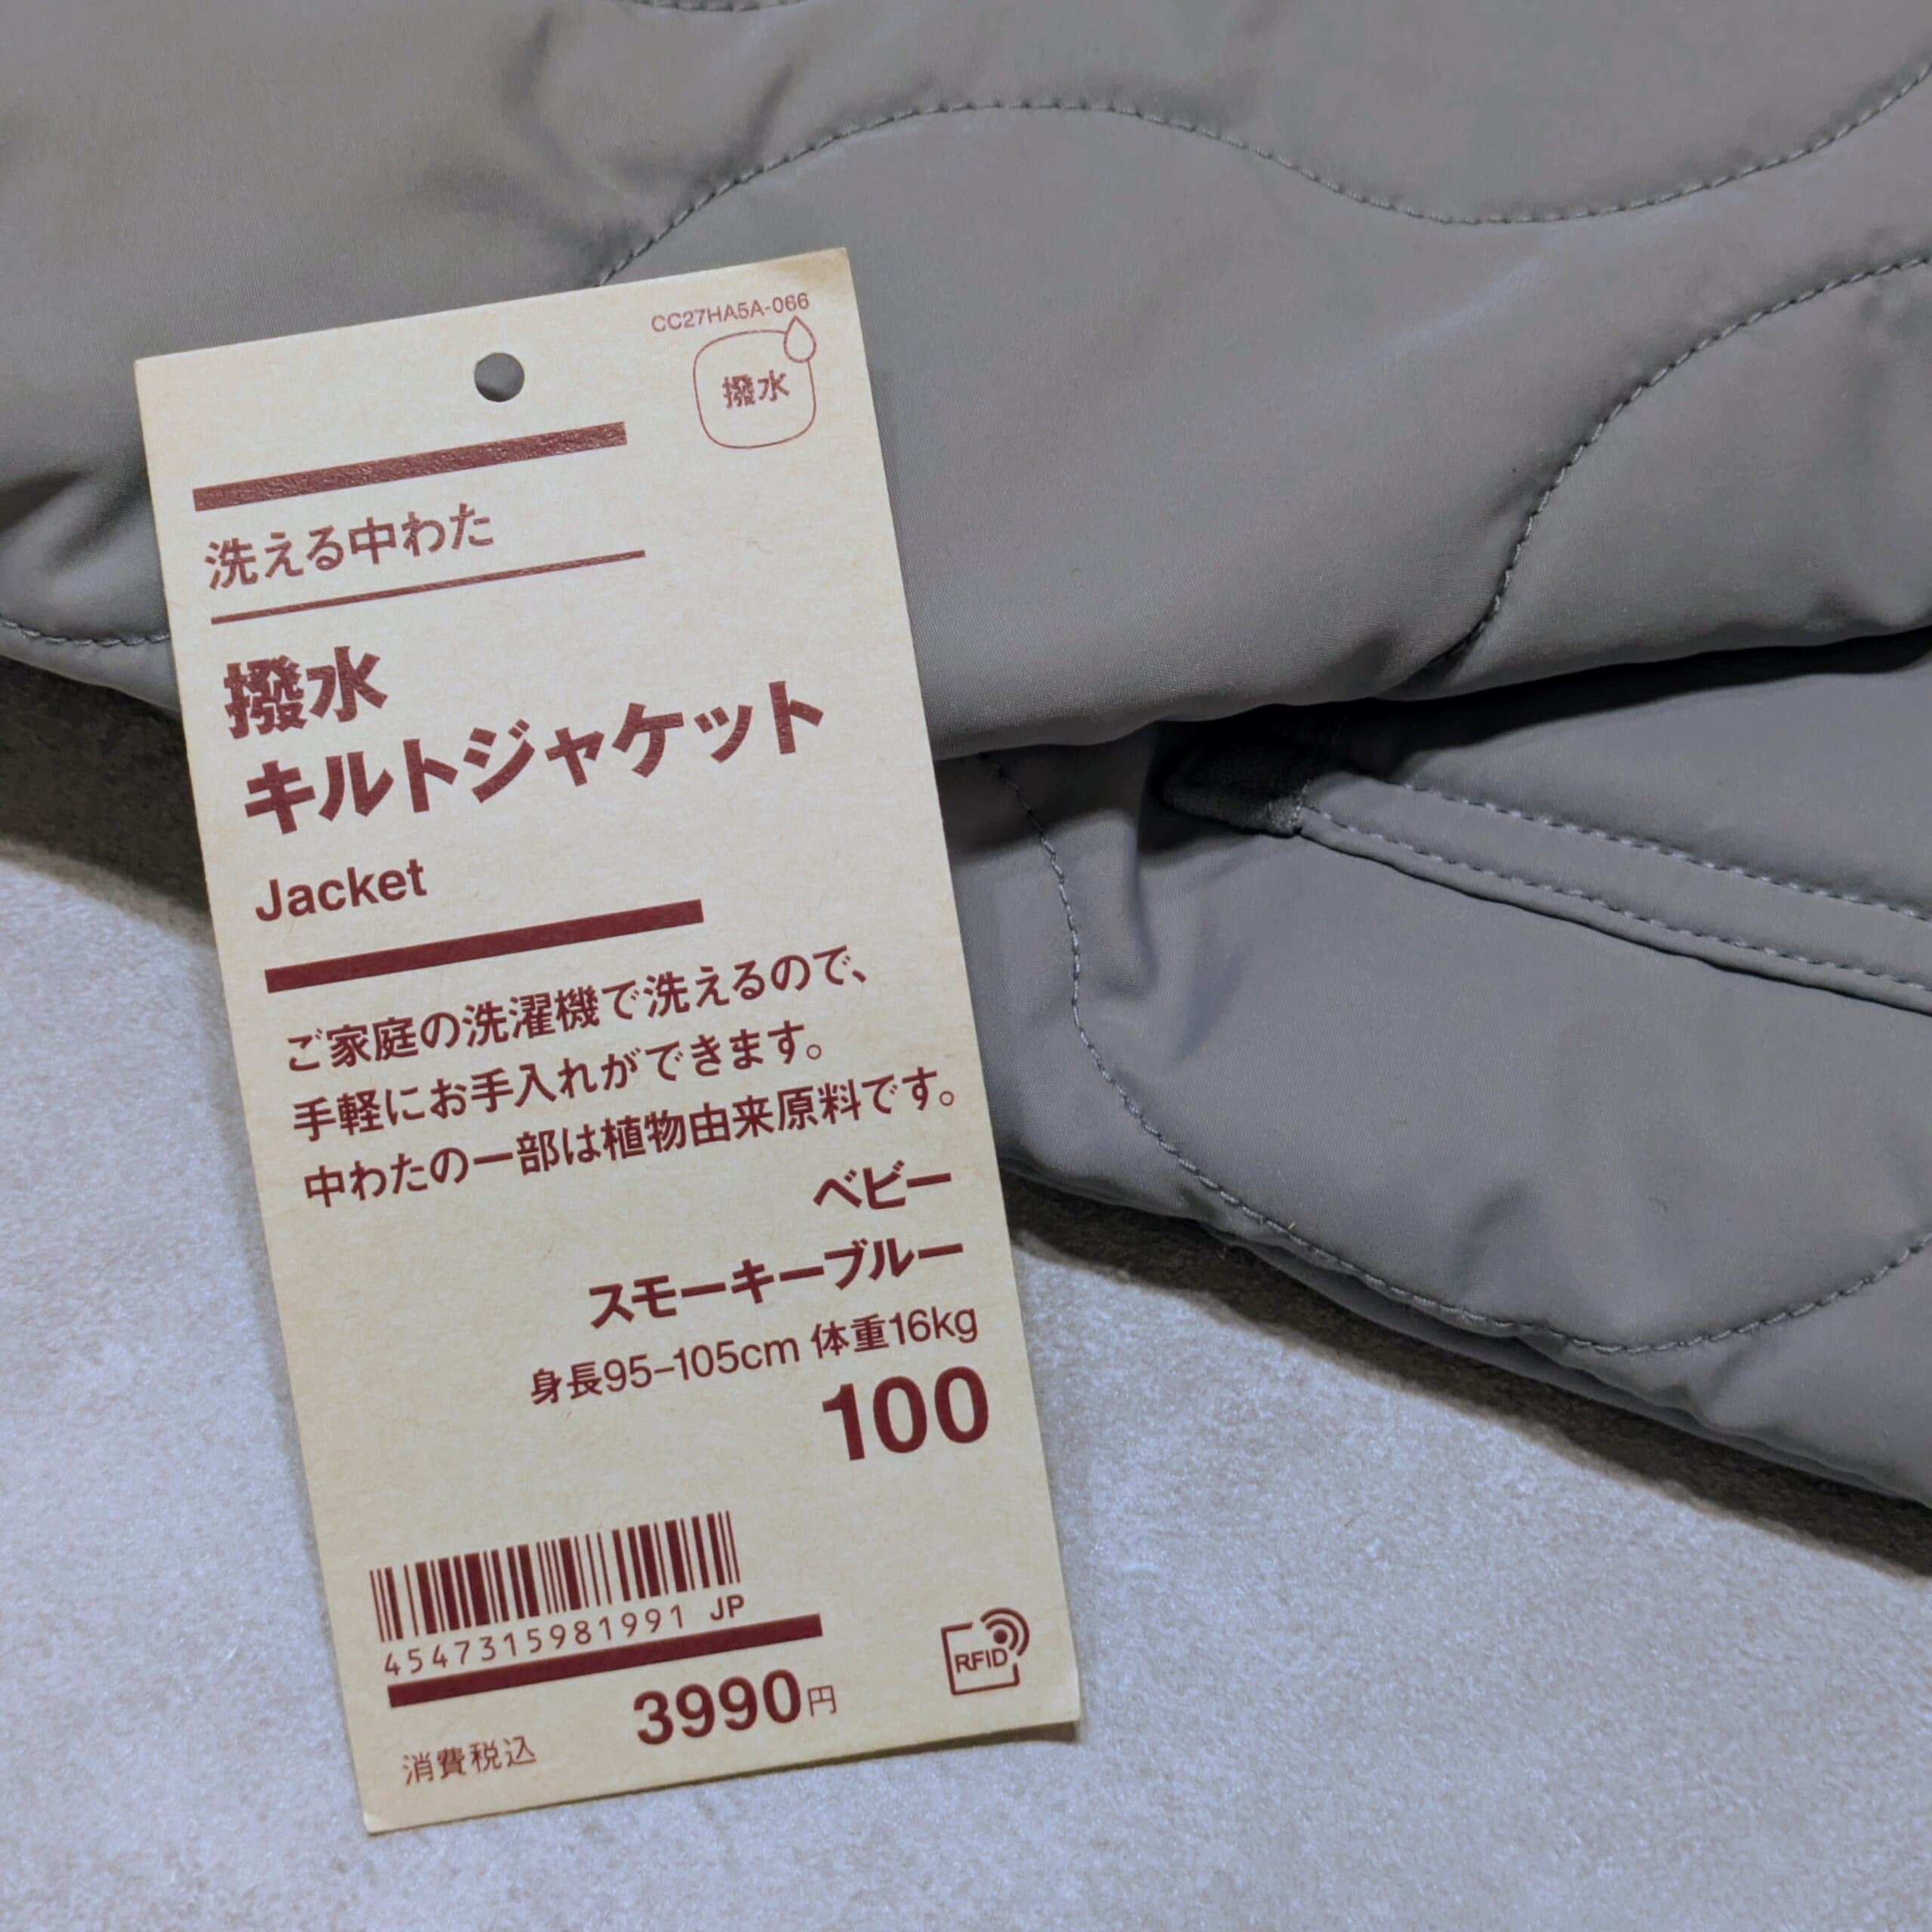 CC27HA5A-066
撥水
洗える中わた
撥水
キルトジャケット
Jacket
ご家庭の洗濯機で洗えるので、
手軽にお手入れができます。
中わたの一部は植物由来原料です。
ベビー
スモーキーブルー
身長95-105cm 体重16kg
100
4547315981991 JP
RFID
3990円
消費税込